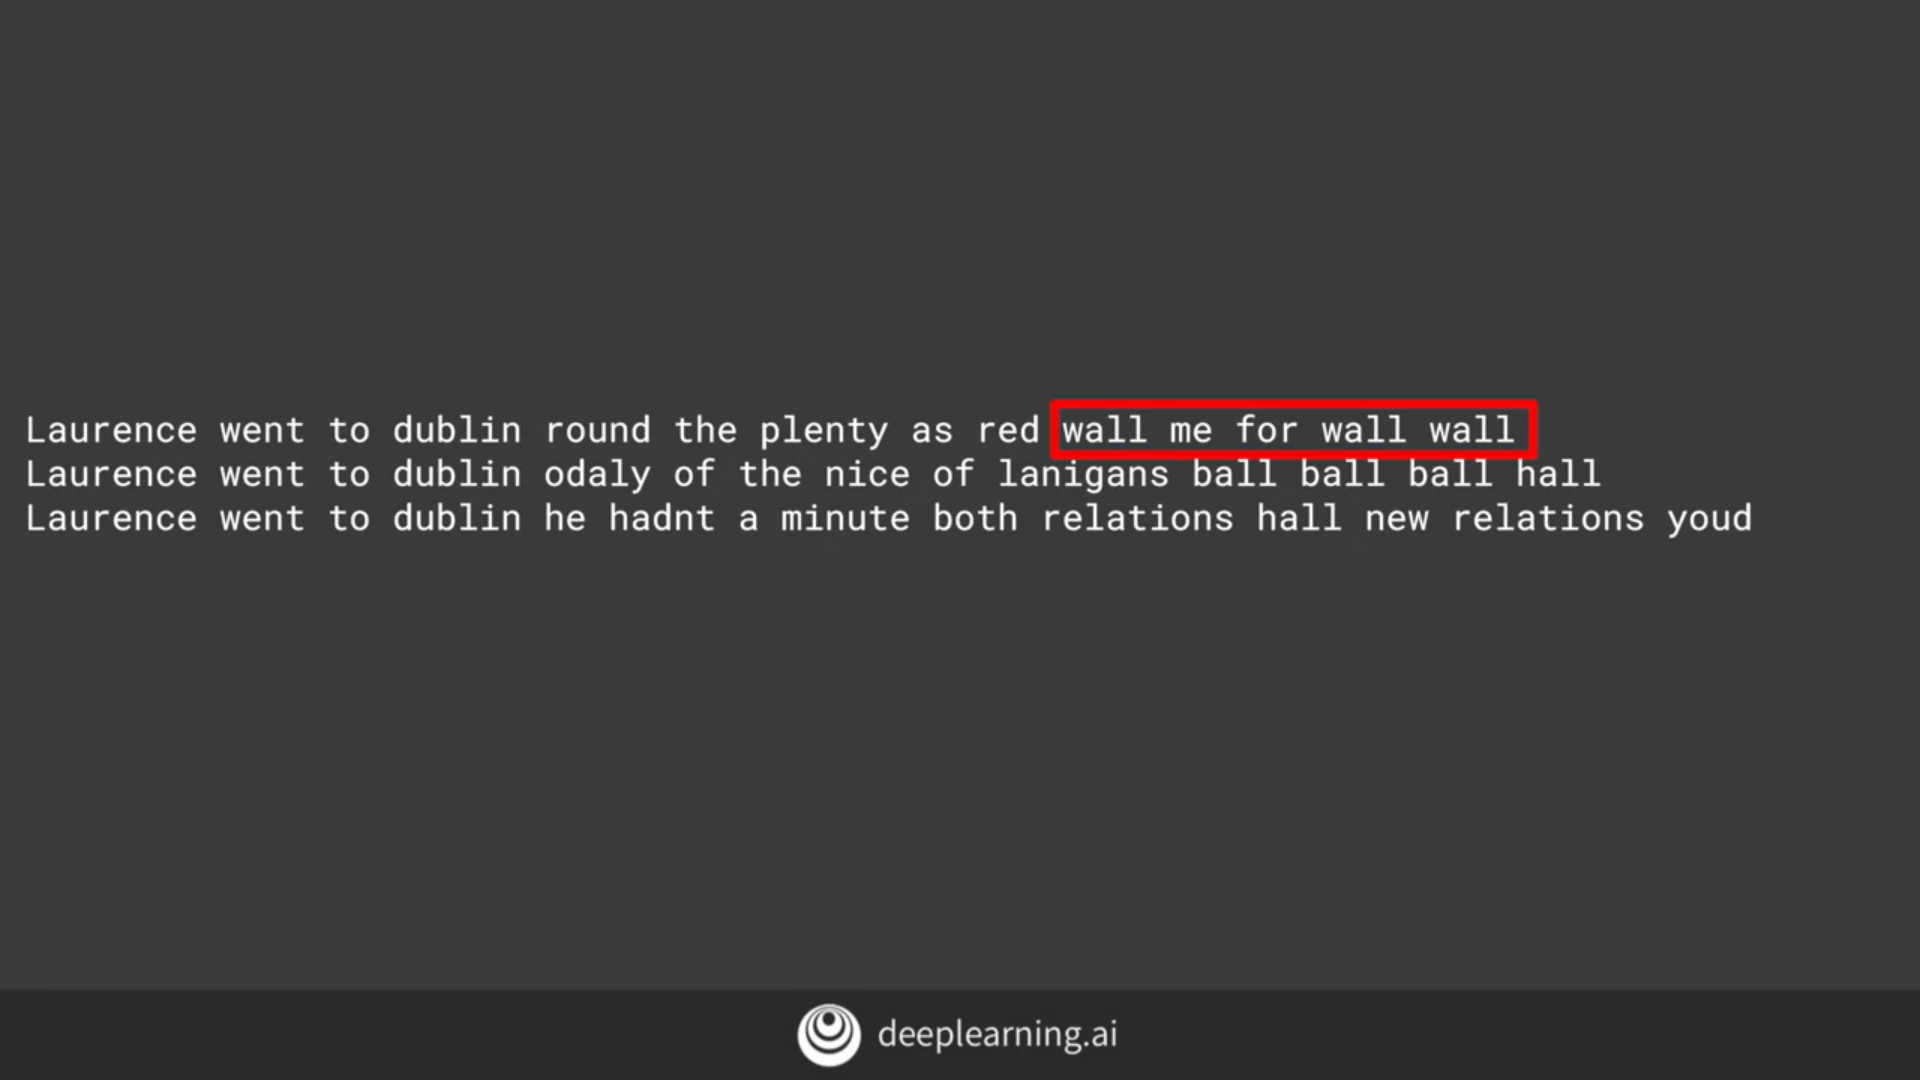 Laurence went to dublin round the plenty as red wall me for wall wall
Laurence went to dublin odaly of the nice of lanigans ball ball ball hall
Laurence went to dublin he hadnt a minute both relations hall new relations youd
deeplearning.ai